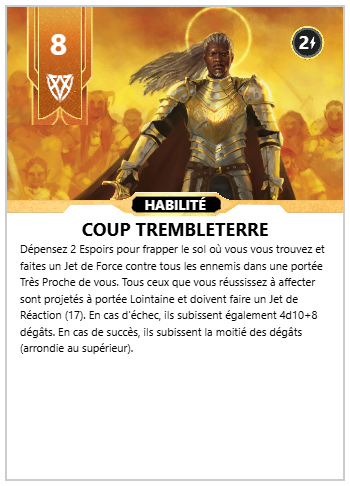 8
2
HABILITÉ
COUP TREMBLETERRE
Dépensez 2 Espoirs pour frapper le sol où vous vous trouvez et
faites un Jet de Force contre tous les ennemis dans une portée
Très Proche de vous. Tous ceux que vous réussissez à affecter
sont projetés à portée Lointaine et doivent faire un Jet de
Réaction (17). En cas d'échec, ils subissent également 4d10+8
dégâts. En cas de succès, ils subissent la moitié des dégâts
(arrondie au supérieur).